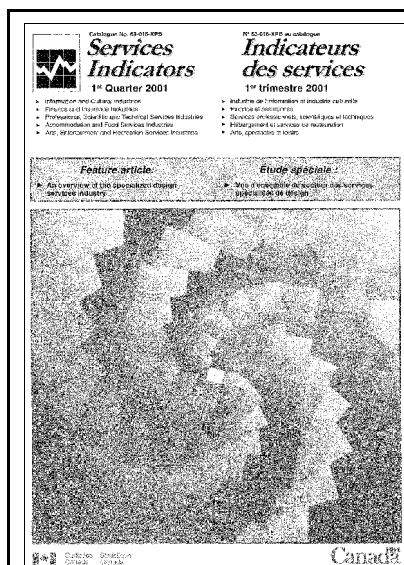 Catalogue No. 63-016-XPB
Services
Indicators
1st Quarter 2001
Information and Cultural Industries
Finance and Insurance Industries
Professional, Scientific and Technical Services Industries
Accommodation and Food Services Industries
Arts, Entertainment and Recreation Services Industries
N° 63-016-XPB au catalogue
Indicateurs
des services
1er trimestre 2001
Industrie de l'information et industrie culturelle
Finance et assurances
Services professionnels, scientifiques et techniques
Hébergement et services de restauration
Arts, spectacles et loisirs
Feature article:
An overview of the specialized design
services industry
Étude spéciale :
Vue d'ensemble du secteur des services
spécialisés de design
Statistics Statistique
Canada Canada
Canada